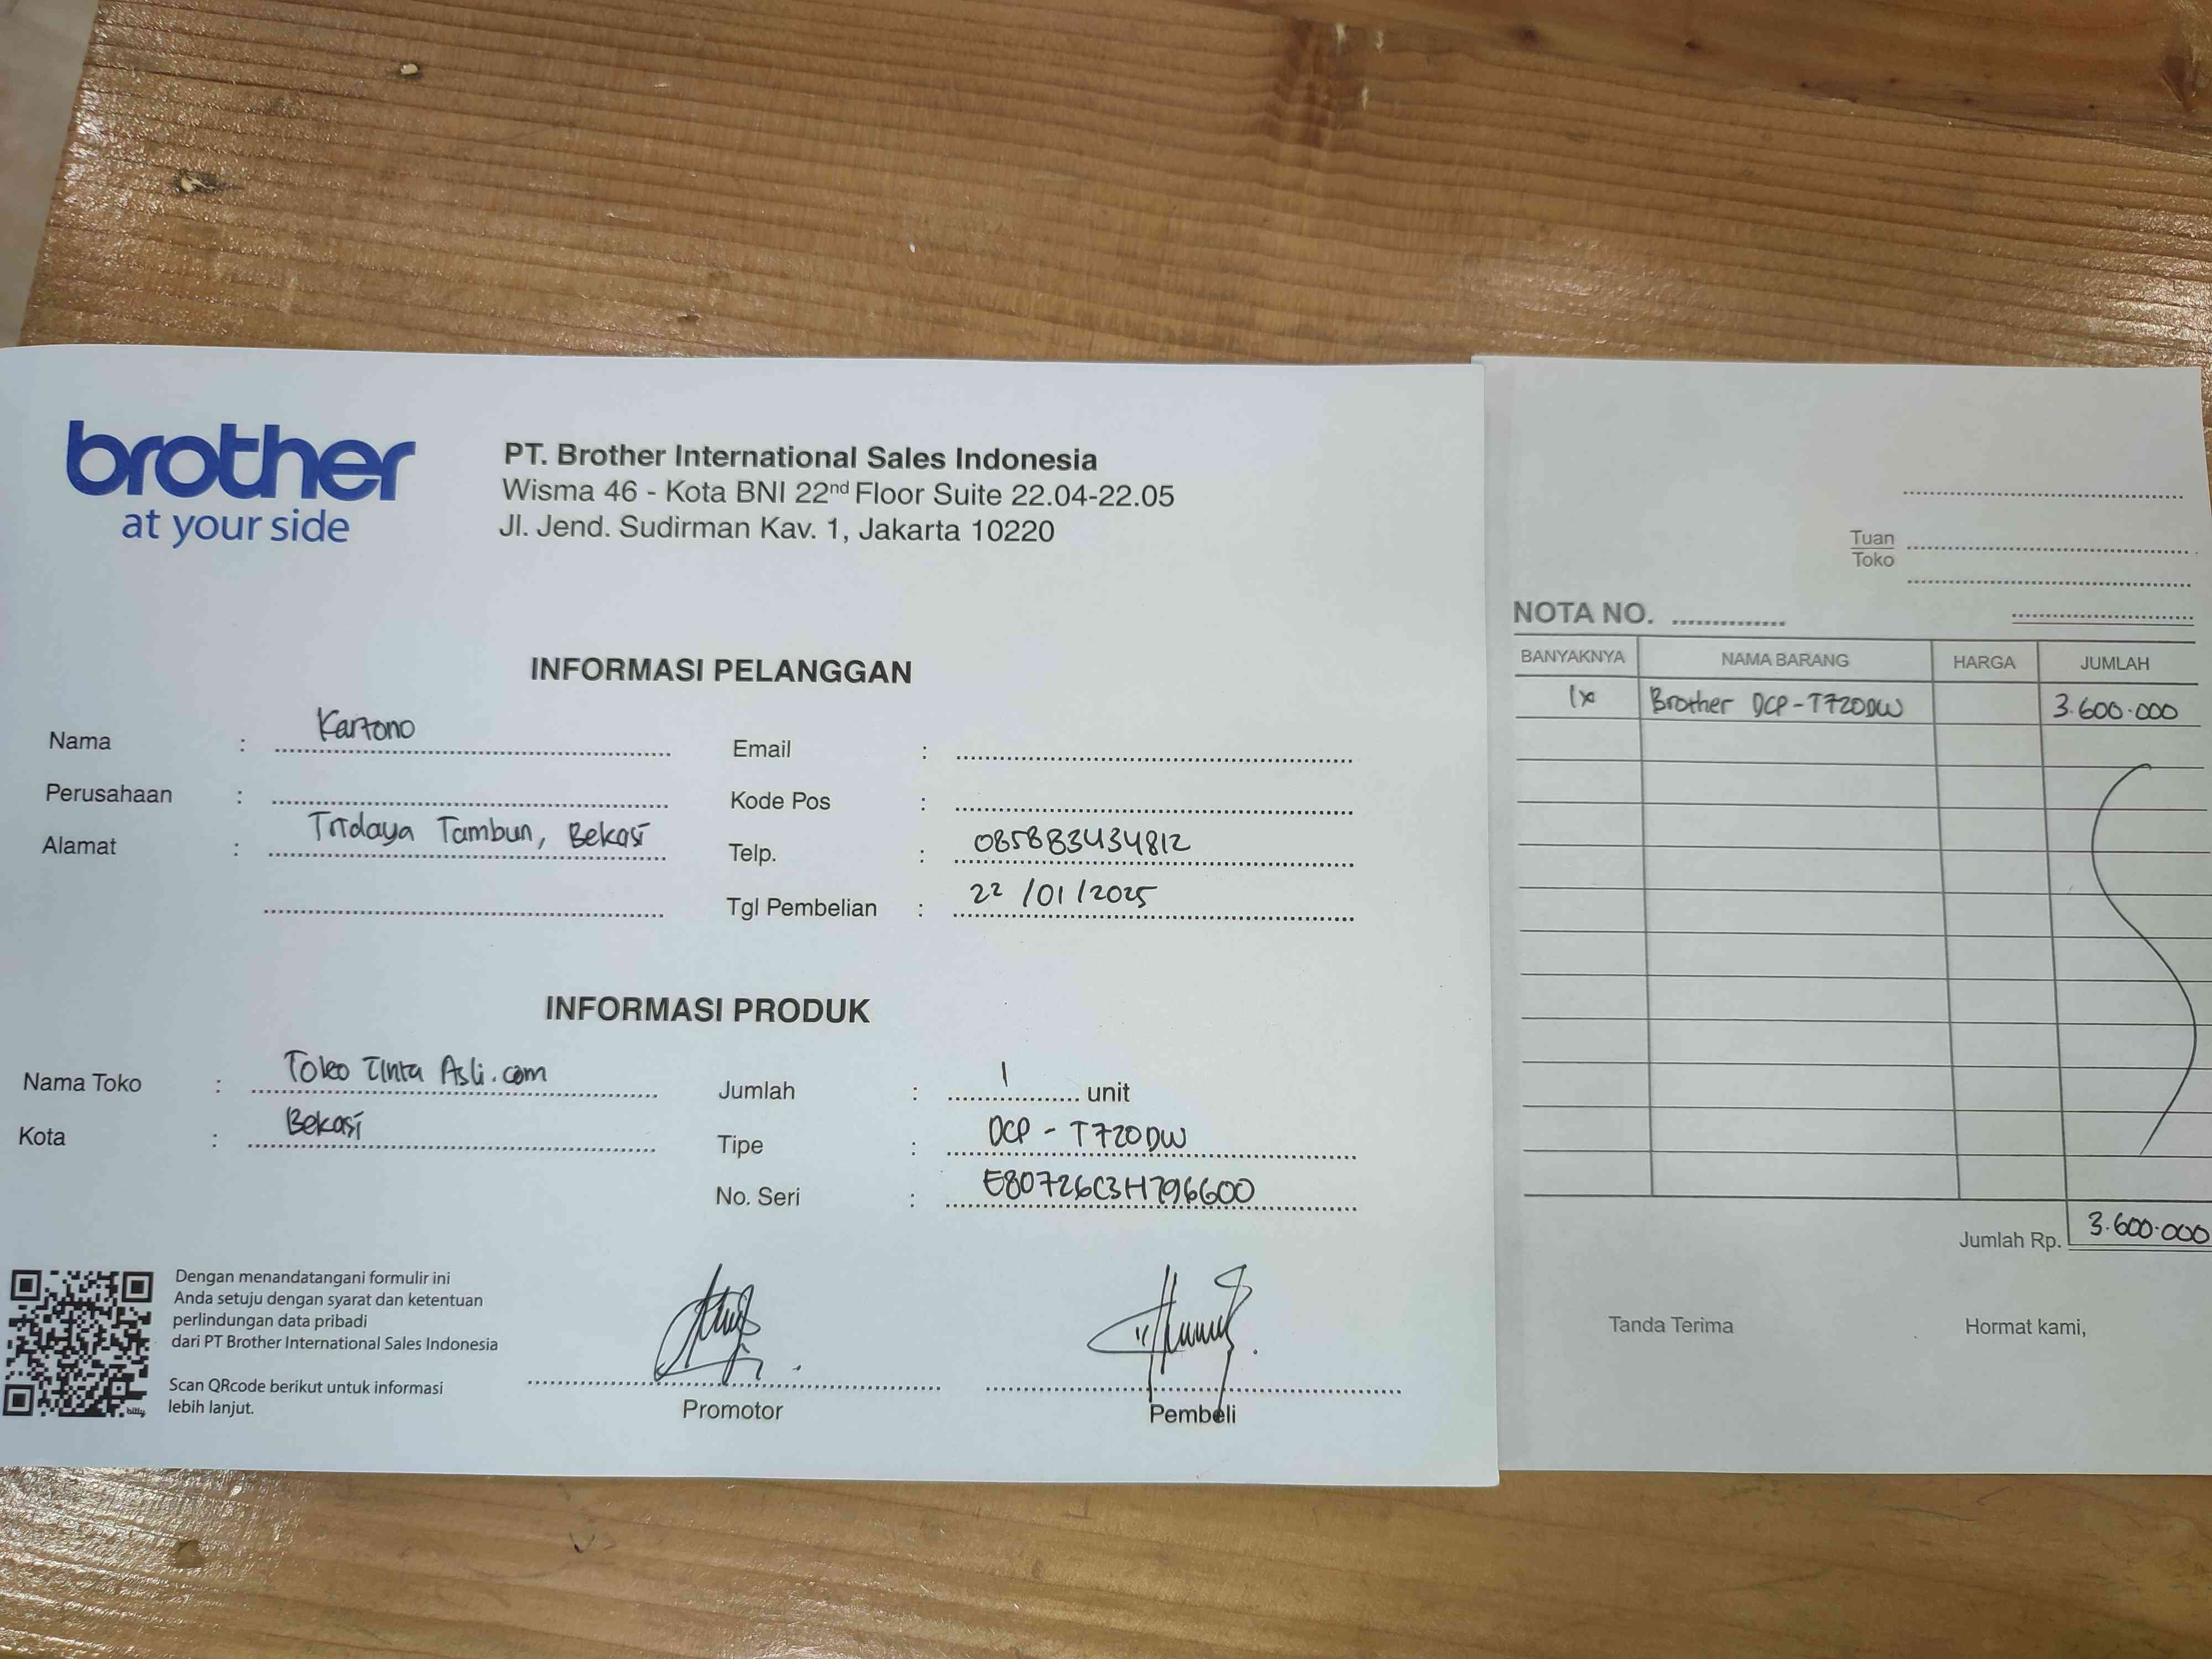 brother
at your side
PT. Brother International Sales Indonesia
Wisma 46 - Kota BNI 22nd Floor Suite 22.04-22.05
Jl. Jend. Sudirman Kav. 1, Jakarta 10220
INFORMASI PELANGGAN
Nama : Kartono
Perusahaan :
Alamat : Tridaya Tambun, Bekasi
Email :
Kode Pos :
Telp. : 085883434812
Tgl Pembelian : 22/01/2025
INFORMASI PRODUK
Nama Toko : Toko Tinta Asli.com
Kota : Bekasi
Jumlah : 1 unit
Tipe : DCP - T720DW
No. Seri : E80726C3H796600
Dengan menandatangani formulir ini
Anda setuju dengan syarat dan ketentuan
perlindungan data pribadi
dari PT Brother International Sales Indonesia
Scan QRcode berikut untuk informasi
lebih lanjut.
bitly
Promotor
Pembeli
Tuan
Toko
NOTA NO.
BANYAKNYA NAMA BARANG HARGA JUMLAH
1x Brother DCP-T720DW 3.600.000
Jumlah Rp. 3.600.000
Tanda Terima
Hormat kami,